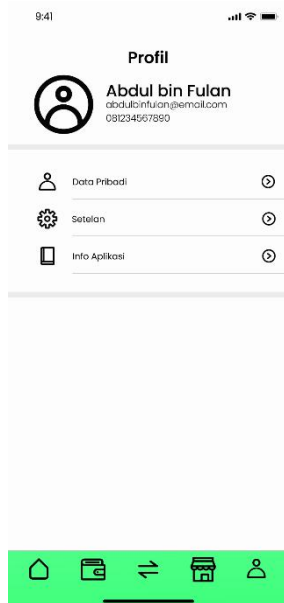 9:41
Profil
Abdul bin Fulan
abdulbinfulan@email.com
081234567890
Data Pribadi
Setelan
Info Aplikasi